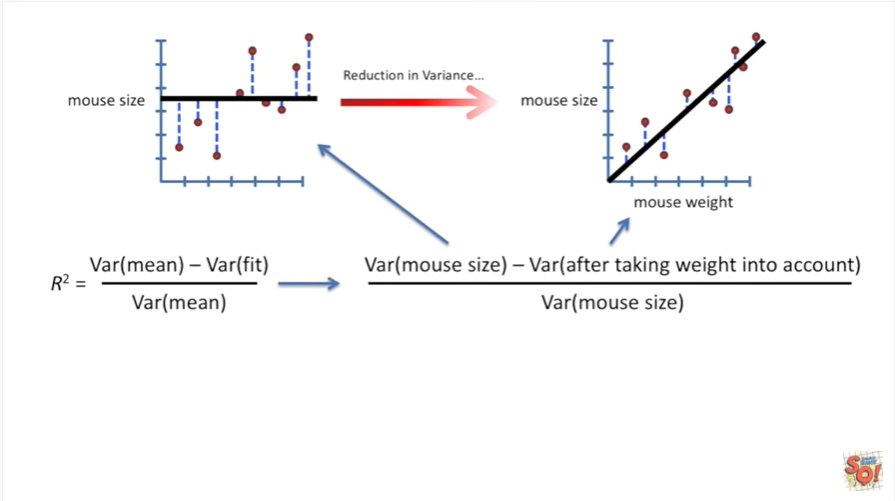 Reduction in Variance...
mouse size
mouse size
mouse weight
R² =
Var(mean) – Var(fit)
Var(mean)
Var(mouse size) – Var(after taking weight into account)
Var(mouse size)
SQ!